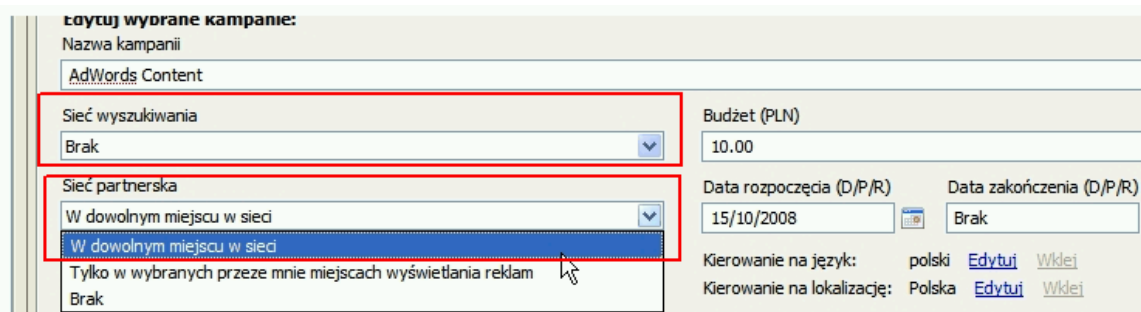 Edytuj wybrane kampanie:
Nazwa kampanii
AdWords Content
Sieć wyszukiwania
Brak
Budżet (PLN)
10.00
Sieć partnerska
W dowolnym miejscu w sieci
W dowolnym miejscu w sieci
Tylko w wybranych przeze mnie miejscach wyświetlania reklam
Brak
Data rozpoczęcia (D/P/R) Data zakończenia (D/P/R)
15/10/2008 Brak
Kierowanie na język: polski Edytuj Wklej
Kierowanie na lokalizację: Polska Edytuj Wklej